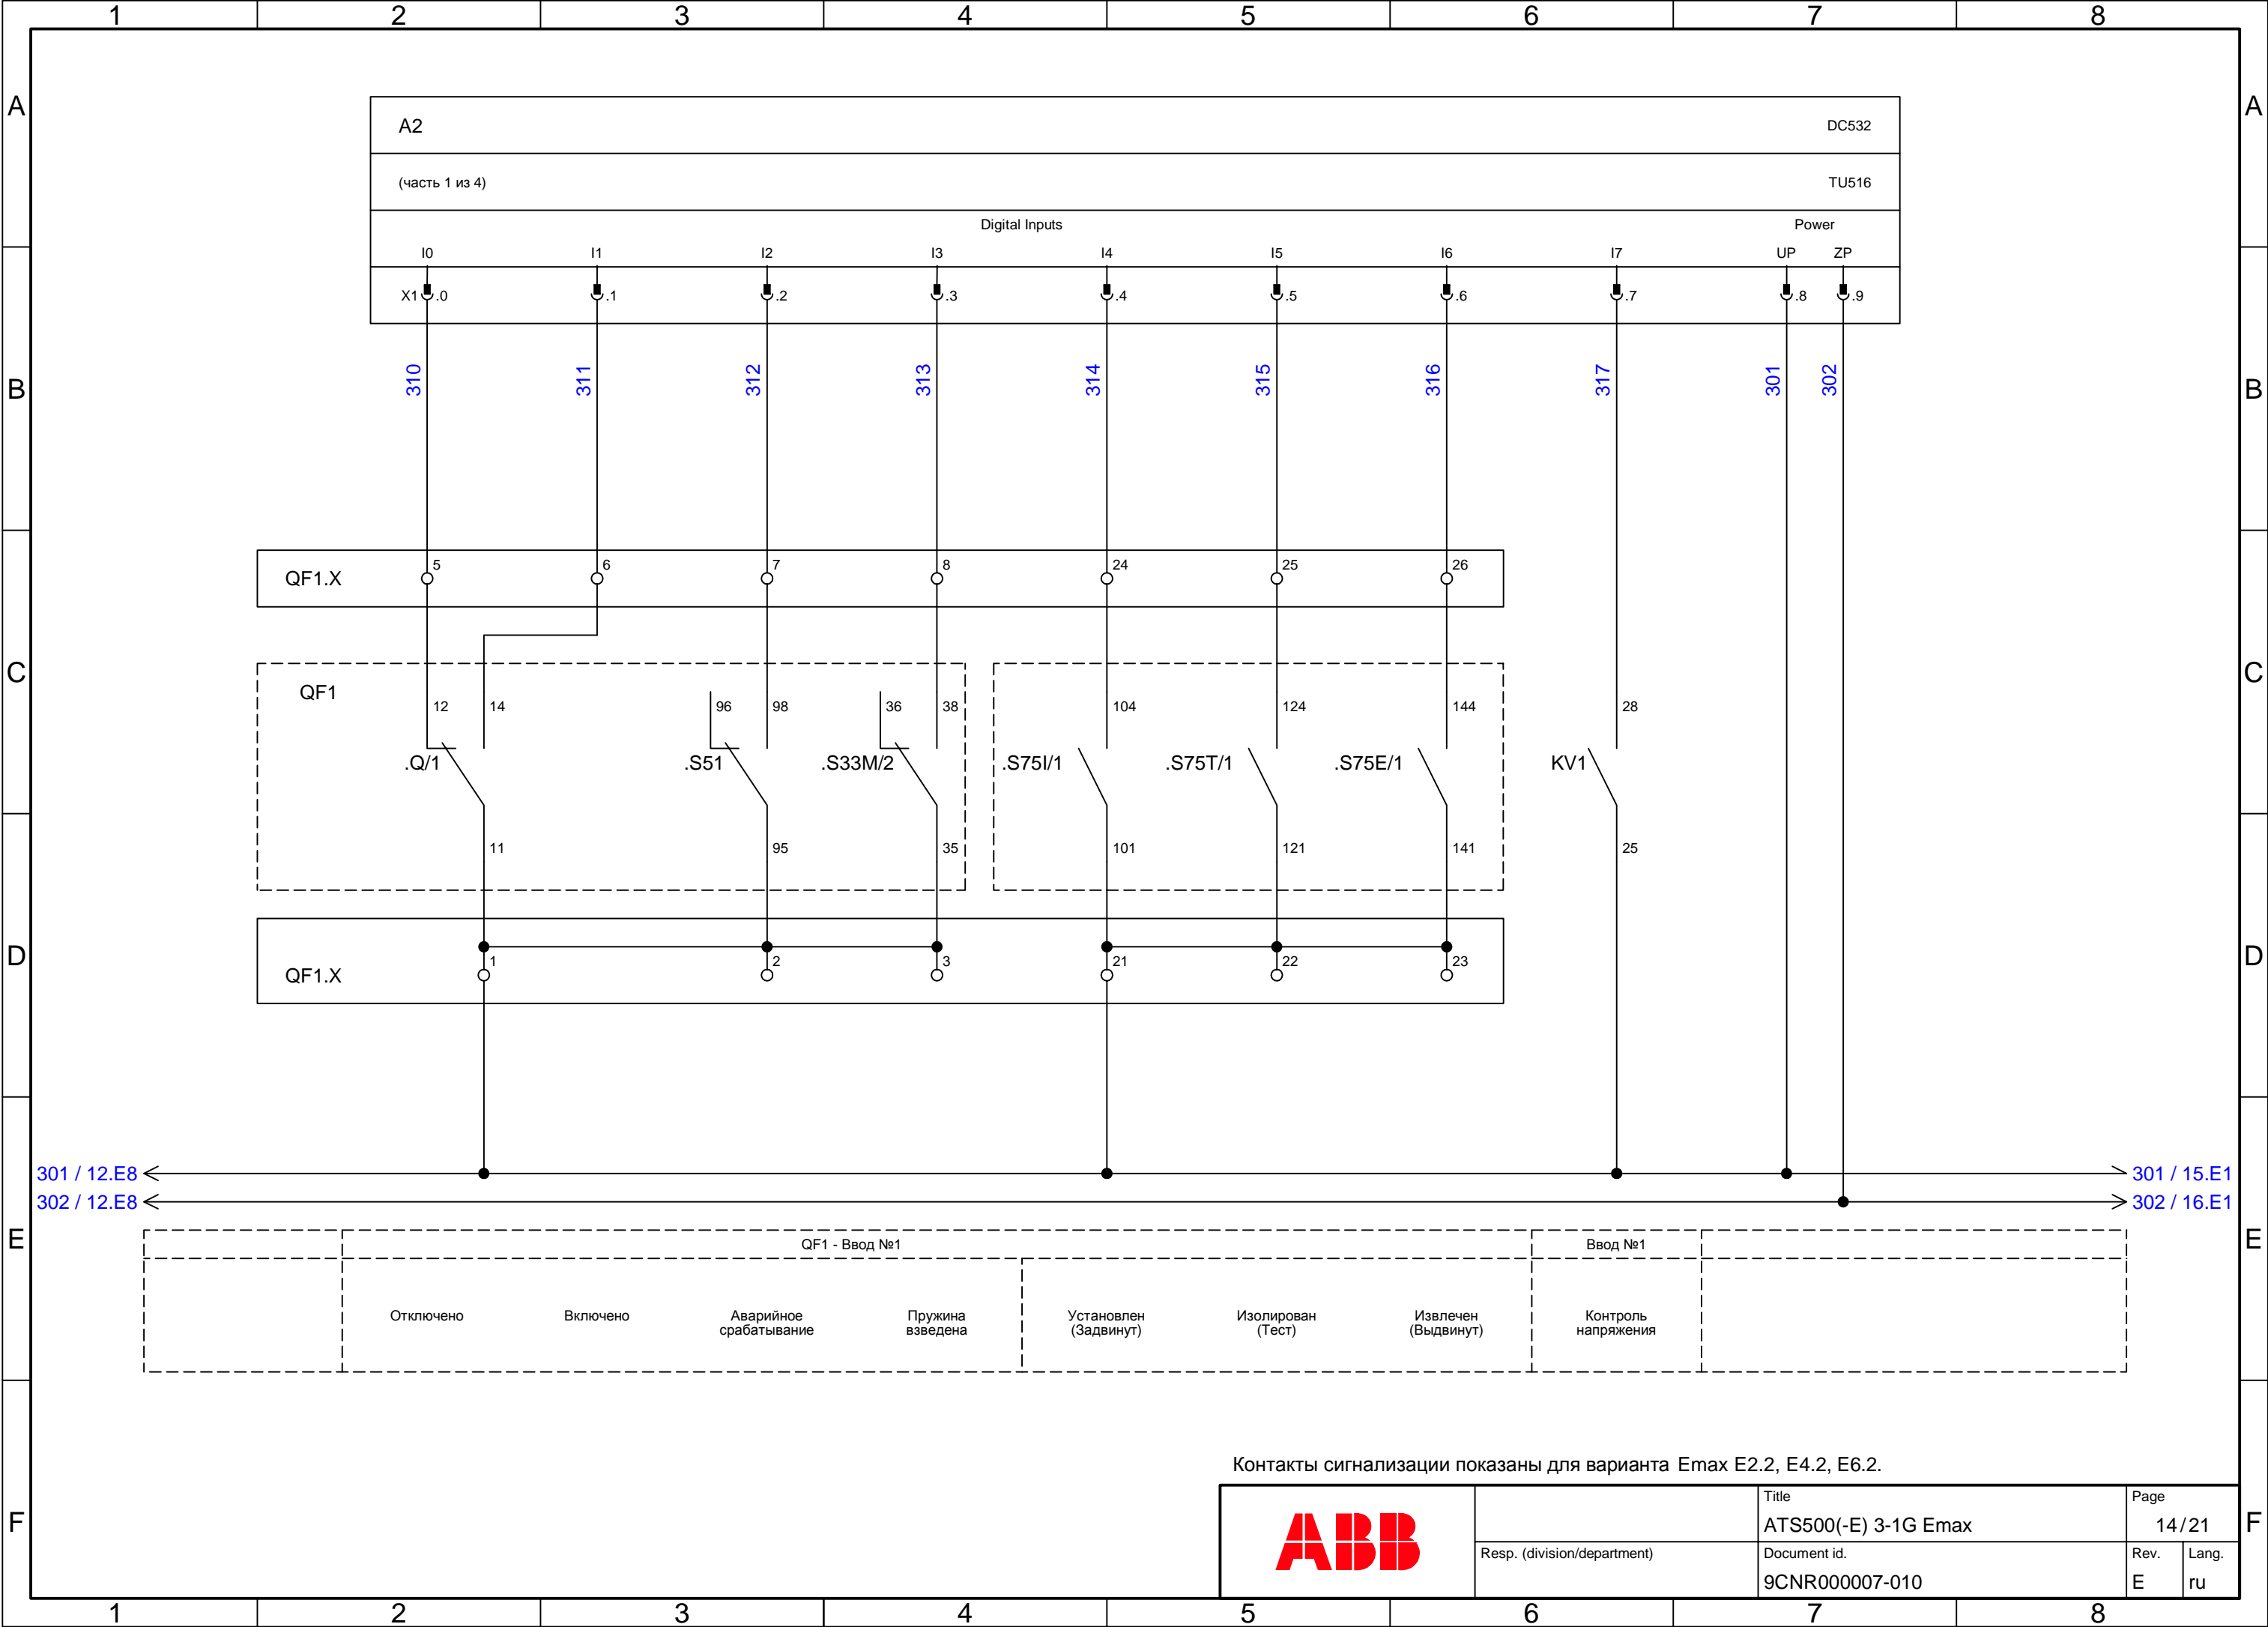 1 2 3 4 5 6 7 8
A A
A2 DC532
(часть 1 из 4) TU516
Digital Inputs Power
I0 I1 I2 I3 I4 I5 I6 I7 UP ZP
X1 .0 .1 .2 .3 .4 .5 .6 .7 .8 .9
310 311 312 313 314 315 316 317 301 302
B B
QF1.X 5 6 7 8 24 25 26
C C
QF1
12 14 96 98 36 38 104 124 144 28
.Q/1 .S51 .S33M/2 .S75I/1 .S75T/1 .S75E/1 KV1
11 95 35 101 121 141 25
D D
QF1.X 1 2 3 21 22 23
301 / 12.E8 301 / 15.E1
302 / 12.E8 302 / 16.E1
E E
QF1 - Ввод №1 Ввод №1
Отключено
Включено
Аварийное
срабатывание
Пружина
взведена
Установлен
(Задвинут)
Изолирован
(Тест)
Извлечен
(Выдвинут)
Контроль
напряжения
Контакты сигнализации показаны для варианта Emax E2.2, E4.2, E6.2.
F F
ABB
Title
ATS500(-E) 3-1G Emax
Page
14/21
Resp. (division/department)
Document id.
9CNR000007-010
Rev.
E
Lang.
ru
1 2 3 4 5 6 7 8